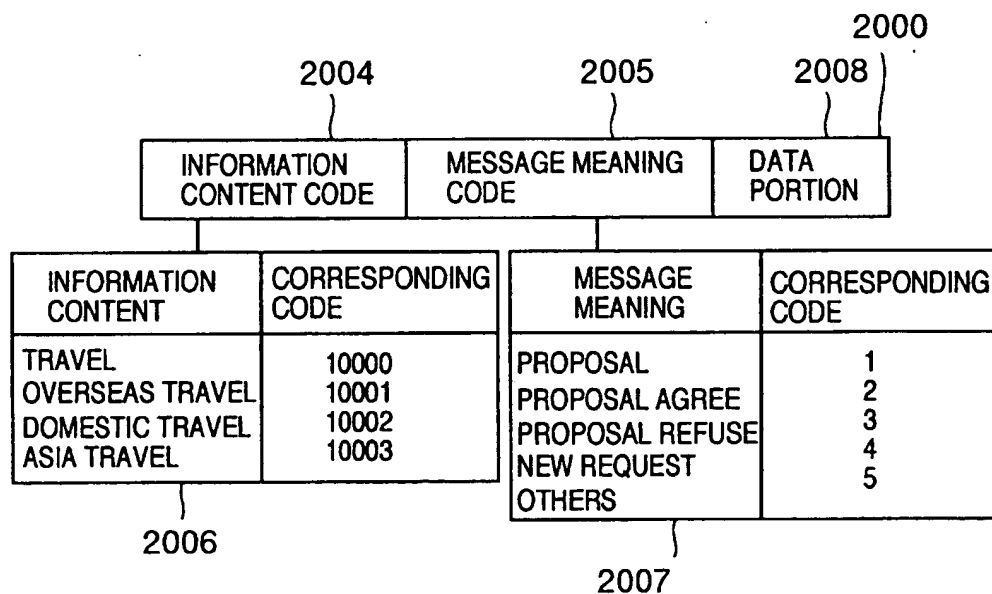 2000
2004 2005 2008
INFORMATION CONTENT CODE MESSAGE MEANING CODE DATA PORTION
INFORMATION CONTENT CORRESPONDING CODE
TRAVEL 10000
OVERSEAS TRAVEL 10001
DOMESTIC TRAVEL 10002
ASIA TRAVEL 10003
2006
MESSAGE MEANING CORRESPONDING CODE
PROPOSAL 1
PROPOSAL AGREE 2
PROPOSAL REFUSE 3
NEW REQUEST 4
OTHERS 5
2007